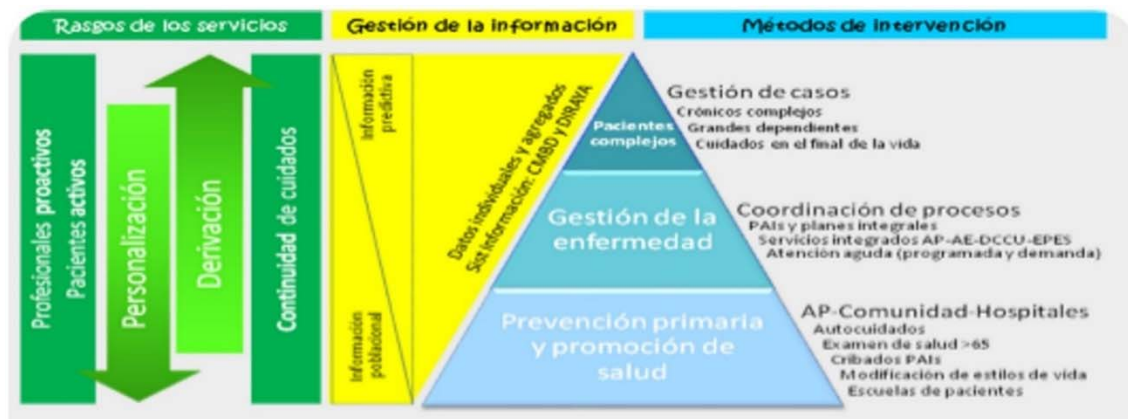 Rasgos de los servicios
Gestión de la información
Métodos de intervención
Profesionales proactivos
Pacientes activos
Personalización
Derivación
Continuidad de cuidados
Información
predictiva
Información
poblacional
Datos individuales y agregados
Sist Información: CMBD y DIRAYA
Pacientes
complejos
Gestión de la
enfermedad
Prevención primaria
y promoción de
salud
Gestión de casos
Crónicos complejos
Grandes dependientes
Cuidados en el final de la vida
Coordinación de procesos
PAIs y planes integrales
Servicios integrados AP-AE-DCCU-EPES
Atención aguda (programada y demanda)
AP-Comunidad-Hospitales
Autocuidados
Examen de salud >65
Cribados PAIs
Modificación de estilos de vida
Escuelas de pacientes